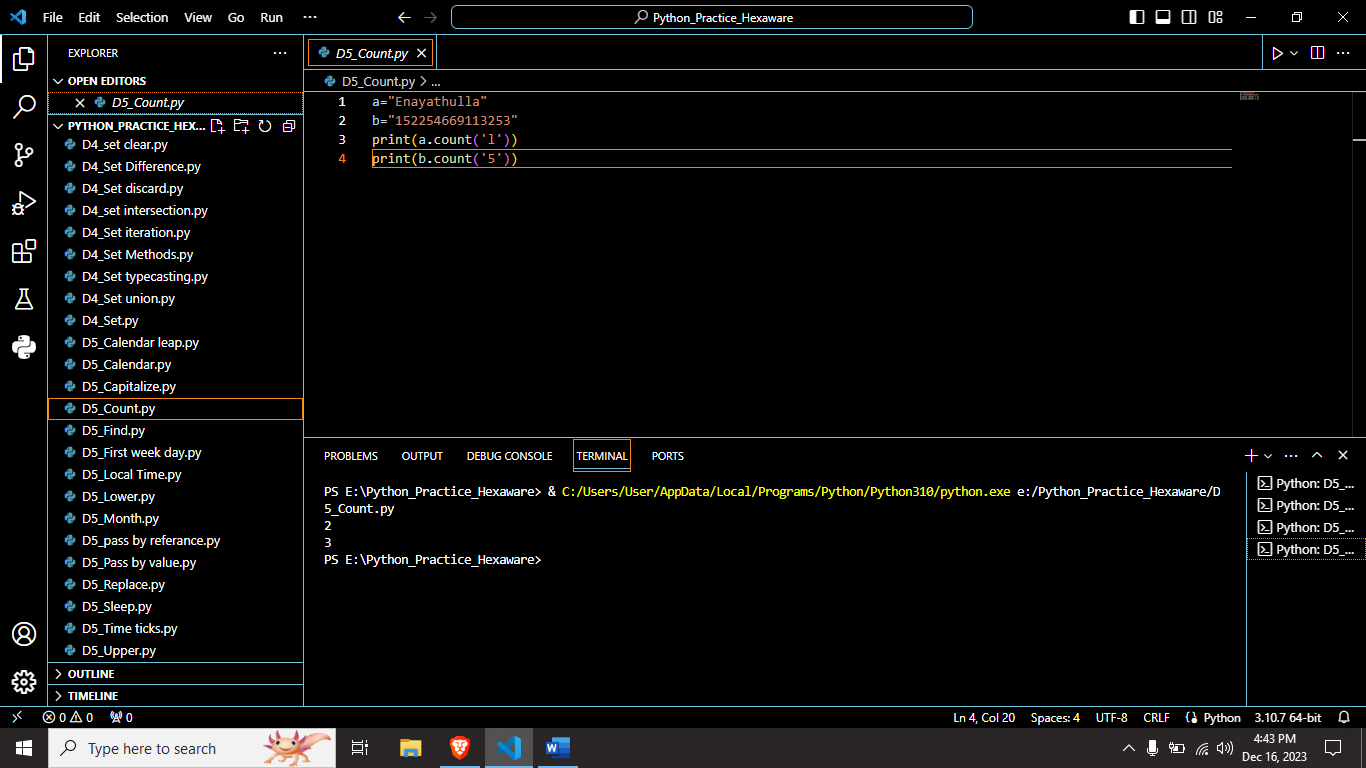 File Edit Selection View Go Run ··· Python_Practice_Hexaware
EXPLORER ···
OPEN EDITORS
D5_Count.py
PYTHON_PRACTICE_HEX...
D4_set clear.py
D4_Set Difference.py
D4_Set discard.py
D4_set intersection.py
D4_Set iteration.py
D4_Set Methods.py
D4_Set typecasting.py
D4_Set union.py
D4_Set.py
D5_Calendar leap.py
D5_Calendar.py
D5_Capitalize.py
D5_Count.py
D5_Find.py
D5_First week day.py
D5_Local Time.py
D5_Lower.py
D5_Month.py
D5_pass by referance.py
D5_Pass by value.py
D5_Replace.py
D5_Sleep.py
D5_Time ticks.py
D5_Upper.py
OUTLINE
TIMELINE
D5_Count.py
D5_Count.py > ...
1 a="Enayathulla"
2 b="152254669113253"
3 print(a.count('l'))
4 print(b.count('5'))
PROBLEMS OUTPUT DEBUG CONSOLE TERMINAL PORTS
PS E:\Python_Practice_Hexaware> & C:/Users/User/AppData/Local/Programs/Python/Python310/python.exe e:/Python_Practice_Hexaware/D
5_Count.py
2
3
PS E:\Python_Practice_Hexaware>
Python: D5_...
Python: D5_...
Python: D5_...
Python: D5_...
0 0 0 Ln 4, Col 20 Spaces: 4 UTF-8 CRLF Python 3.10.7 64-bit
Type here to search
4:43 PM
Dec 16, 2023